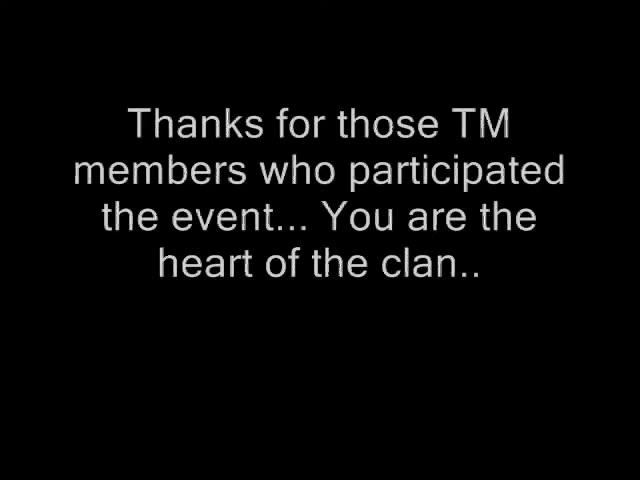 Thanks for those TM
members who participated
the event... You are the
heart of the clan..